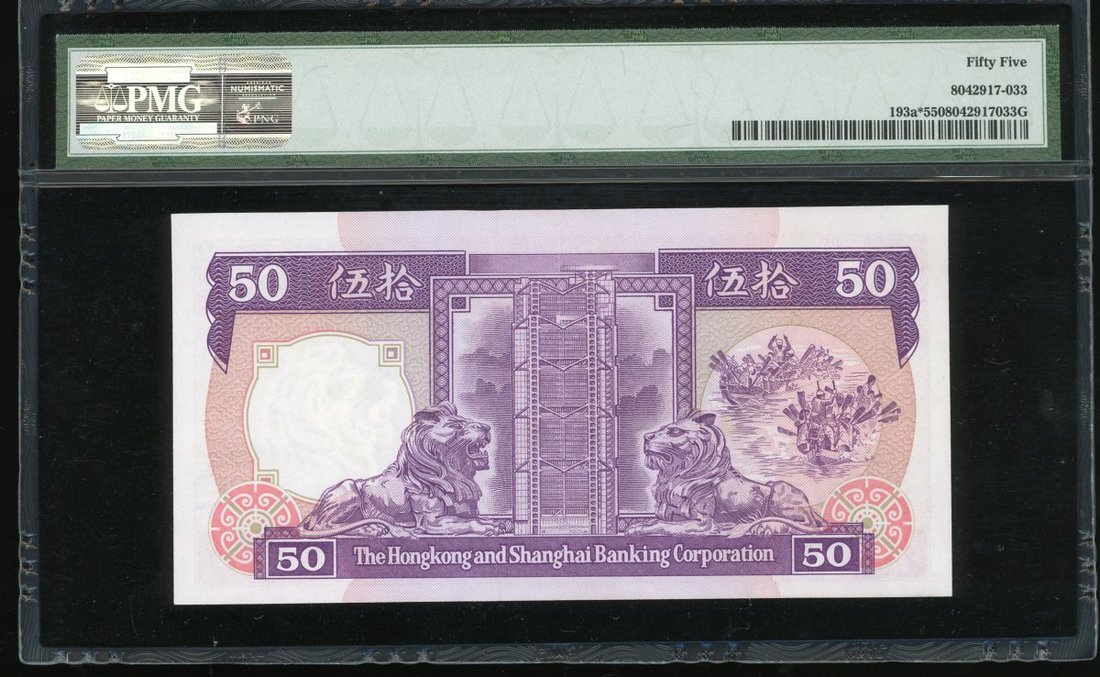 PMG
PAPER MONEY GUARANTY
NUMISMATIC
PNG
Fifty Five
8042917-033
193a*5508042917033G
50 伍拾 伍拾 50
50 The Hongkong and Shanghai Banking Corporation 50